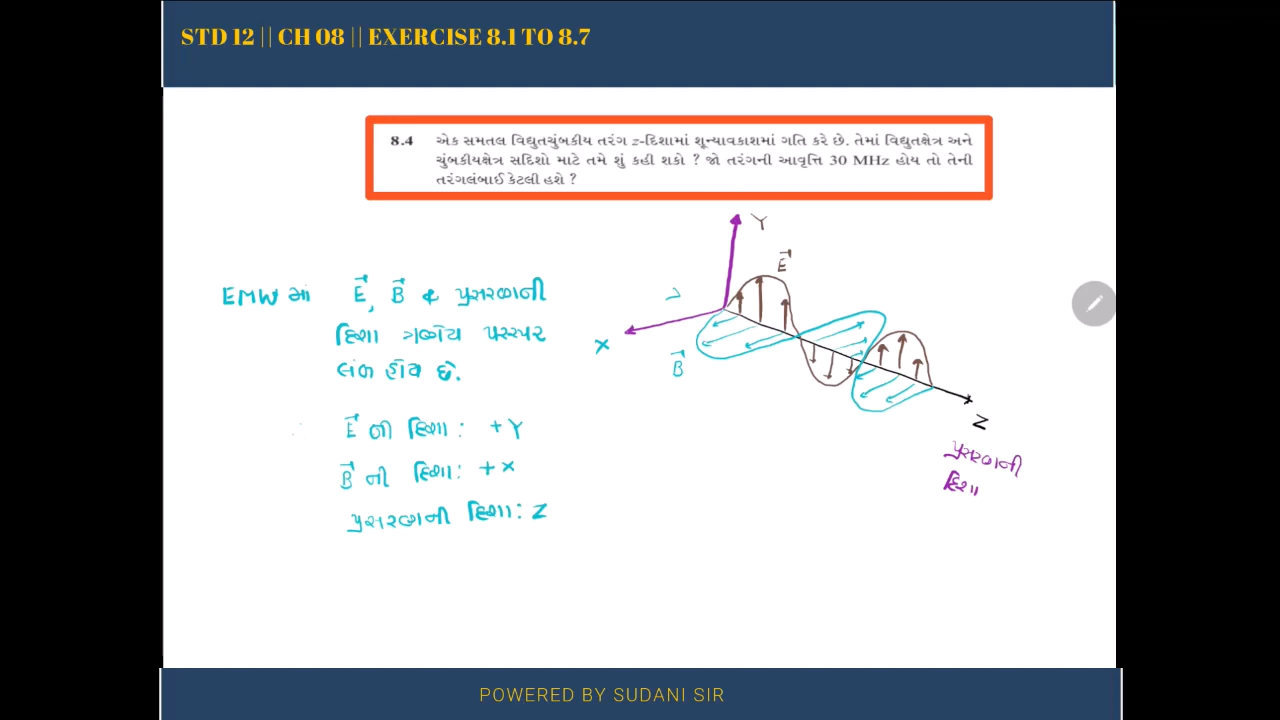 STD 12 || CH 08 || EXERCISE 8.1 TO 8.7
8.4 એક સમતલ વિદ્યુતચુંબકીય તરંગ z-દિશામાં શૂન્યાવકાશમાં ગતિ કરે છે. તેમાં વિદ્યુતક્ષેત્ર અને
ચુંબકીયક્ષેત્ર સદિશો માટે તમે શું કહી શકો ? જો તરંગની આવૃત્તિ 30 MHz હોય તો તેની
તરંગલંબાઈ કેટલી હશે ?
Y
E⃗
X
B⃗
Z
પ્રસરણની
દિશા
EMW માં E⃗, B⃗ & પ્રસરણની
દિશા ત્રણેય પરસ્પર
લંબ હોય છે.
E⃗ ની દિશા: +Y
B⃗ ની દિશા: +X
પ્રસરણની દિશા: Z
POWERED BY SUDANI SIR